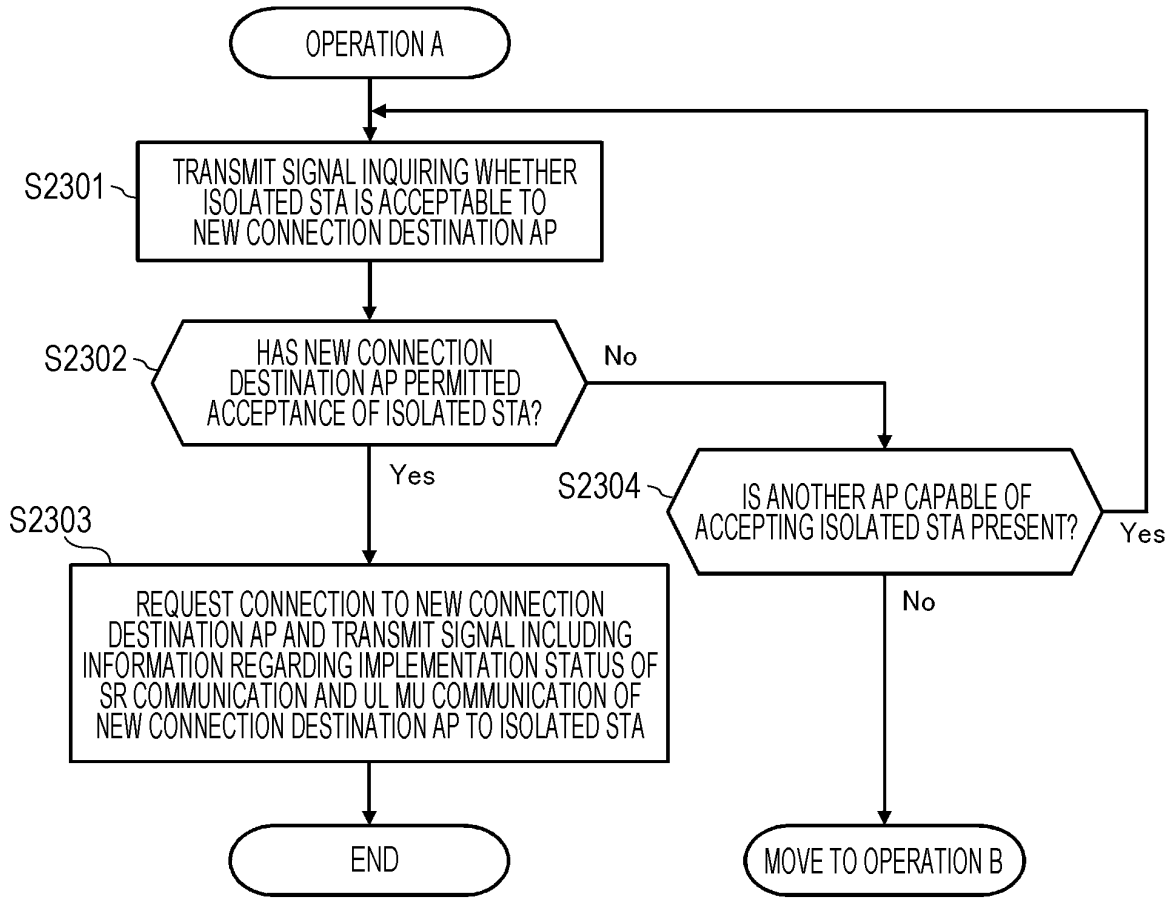 OPERATION A
S2301
TRANSMIT SIGNAL INQUIRING WHETHER
ISOLATED STA IS ACCEPTABLE TO
NEW CONNECTION DESTINATION AP
S2302
HAS NEW CONNECTION
DESTINATION AP PERMITTED
ACCEPTANCE OF ISOLATED STA?
No
Yes
S2304
IS ANOTHER AP CAPABLE OF
ACCEPTING ISOLATED STA PRESENT?
Yes
No
S2303
REQUEST CONNECTION TO NEW CONNECTION
DESTINATION AP AND TRANSMIT SIGNAL INCLUDING
INFORMATION REGARDING IMPLEMENTATION STATUS OF
SR COMMUNICATION AND UL MU COMMUNICATION OF
NEW CONNECTION DESTINATION AP TO ISOLATED STA
END
MOVE TO OPERATION B